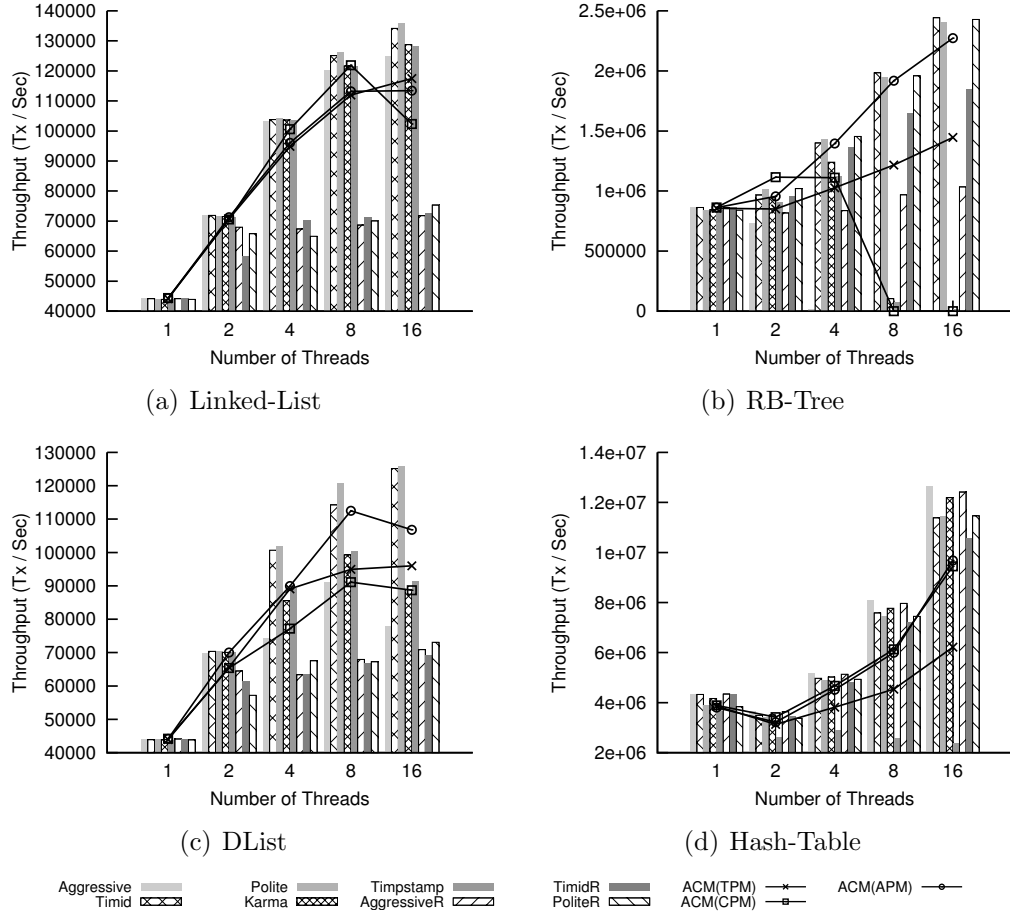 140000
130000
120000
110000
100000
90000
80000
70000
60000
50000
40000
Throughput (Tx / Sec)
1 2 4 8 16
Number of Threads
(a) Linked-List
2.5e+06
2e+06
1.5e+06
1e+06
500000
0
Throughput (Tx / Sec)
1 2 4 8 16
Number of Threads
(b) RB-Tree
130000
120000
110000
100000
90000
80000
70000
60000
50000
40000
Throughput (Tx / Sec)
1 2 4 8 16
Number of Threads
(c) DList
1.4e+07
1.2e+07
1e+07
8e+06
6e+06
4e+06
2e+06
Throughput (Tx / Sec)
1 2 4 8 16
Number of Threads
(d) Hash-Table
Aggressive Polite Timpstamp TimidR ACM(TPM) ACM(APM)
Timid Karma AggressiveR PoliteR ACM(CPM)